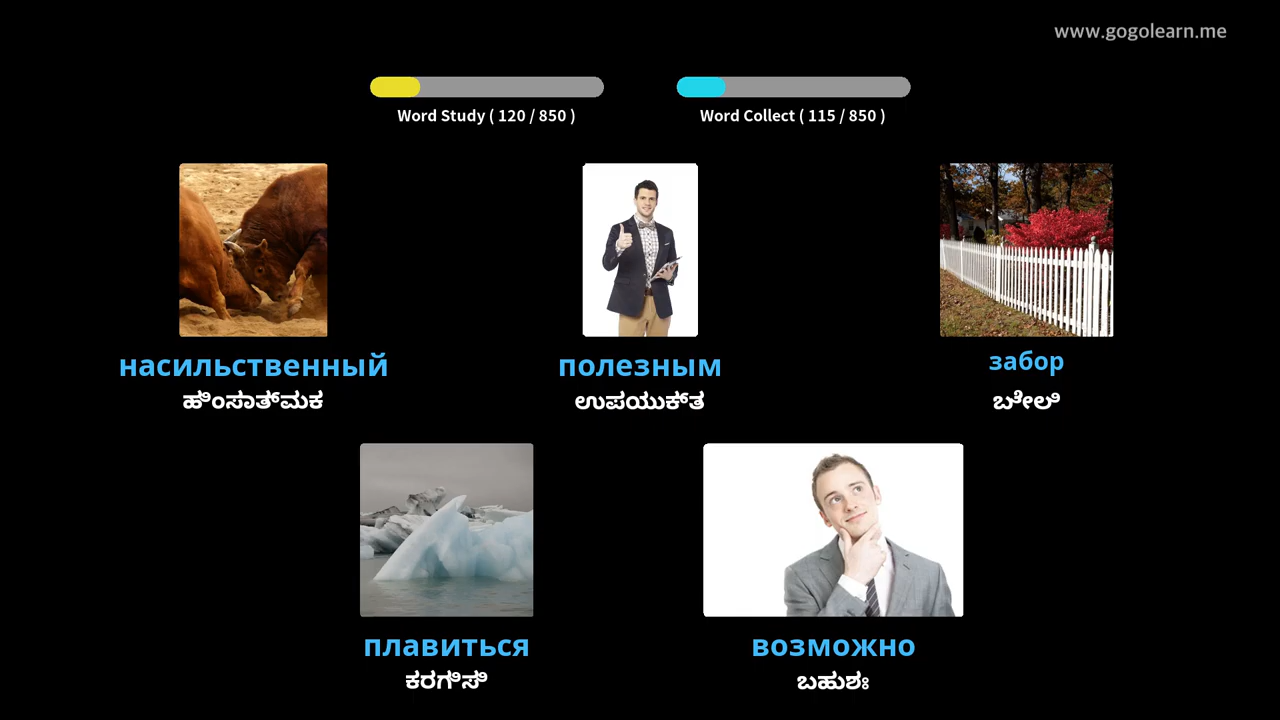 www.gogolearn.me
Word Study ( 120 / 850 )
Word Collect ( 115 / 850 )
насильственный
ಹಿಂಸಾತ್ಮಕ
полезным
ಉಪಯುಕ್ತ
забор
ಬೇಲಿ
плавиться
ಕರಗಿಸಿ
возможно
ಬಹುಶಃ